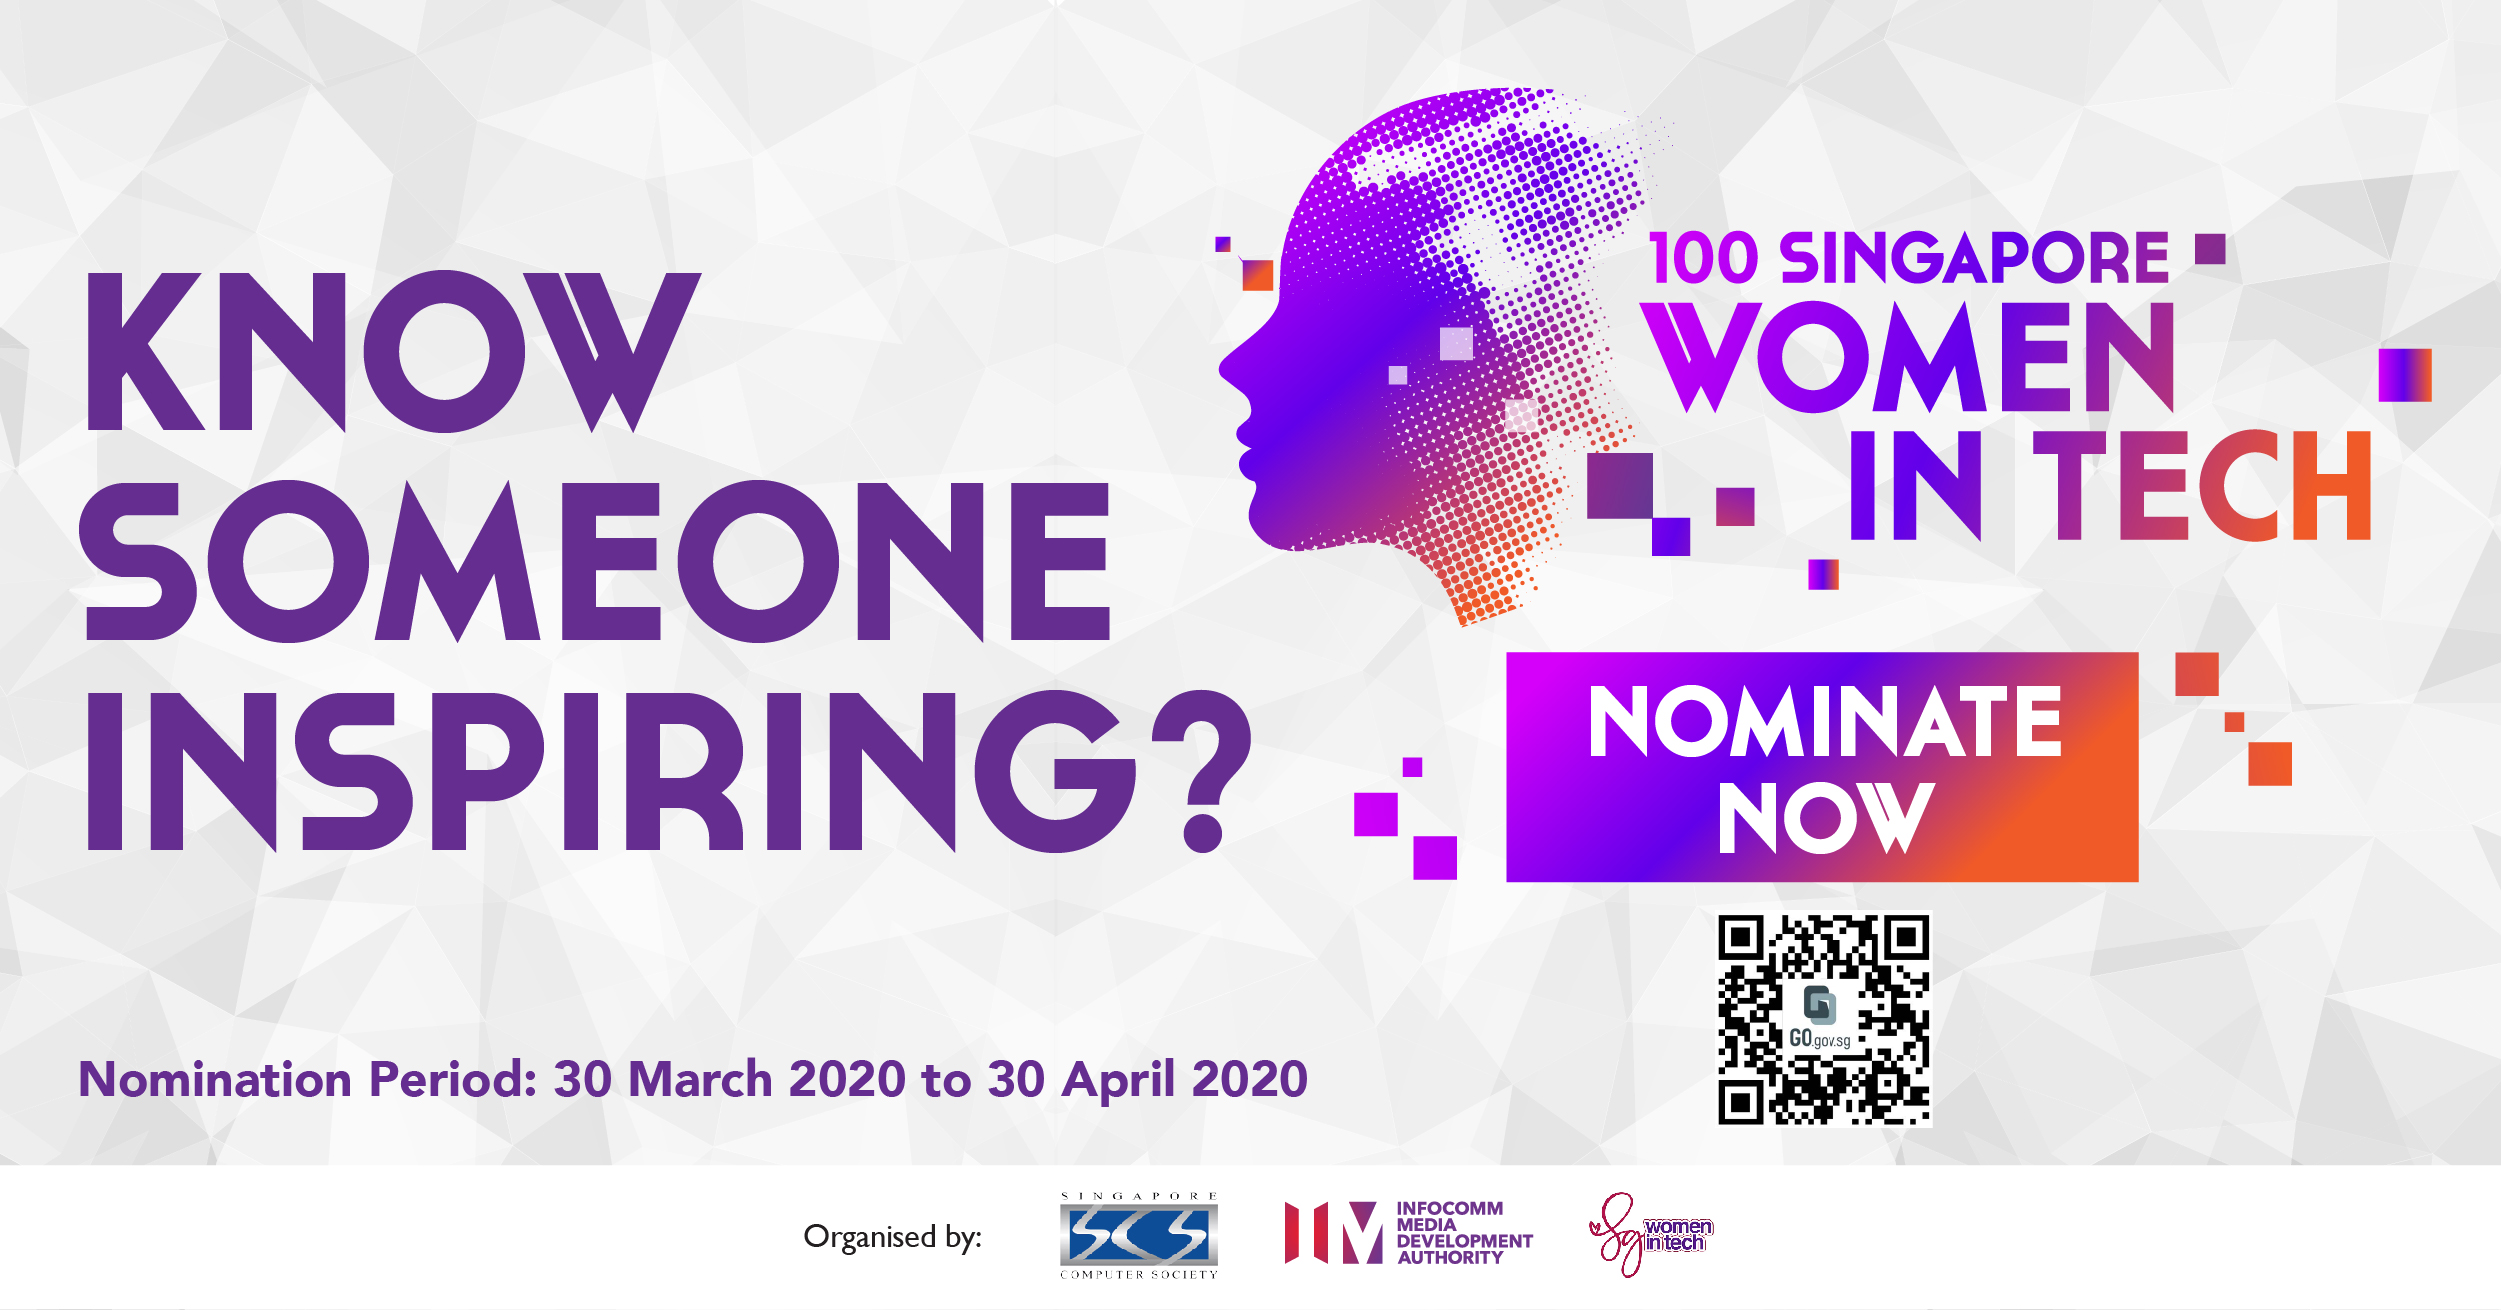 KNOW
SOMEONE
INSPIRING?
100 SINGAPORE
WOMEN
IN TECH
NOMINATE
NOW
GO.gov.sg
Nomination Period: 30 March 2020 to 30 April 2020
Organised by:
SINGAPORE
SCS
COMPUTER SOCIETY
INFOCOMM
MEDIA
DEVELOPMENT
AUTHORITY
Sg
women
in tech